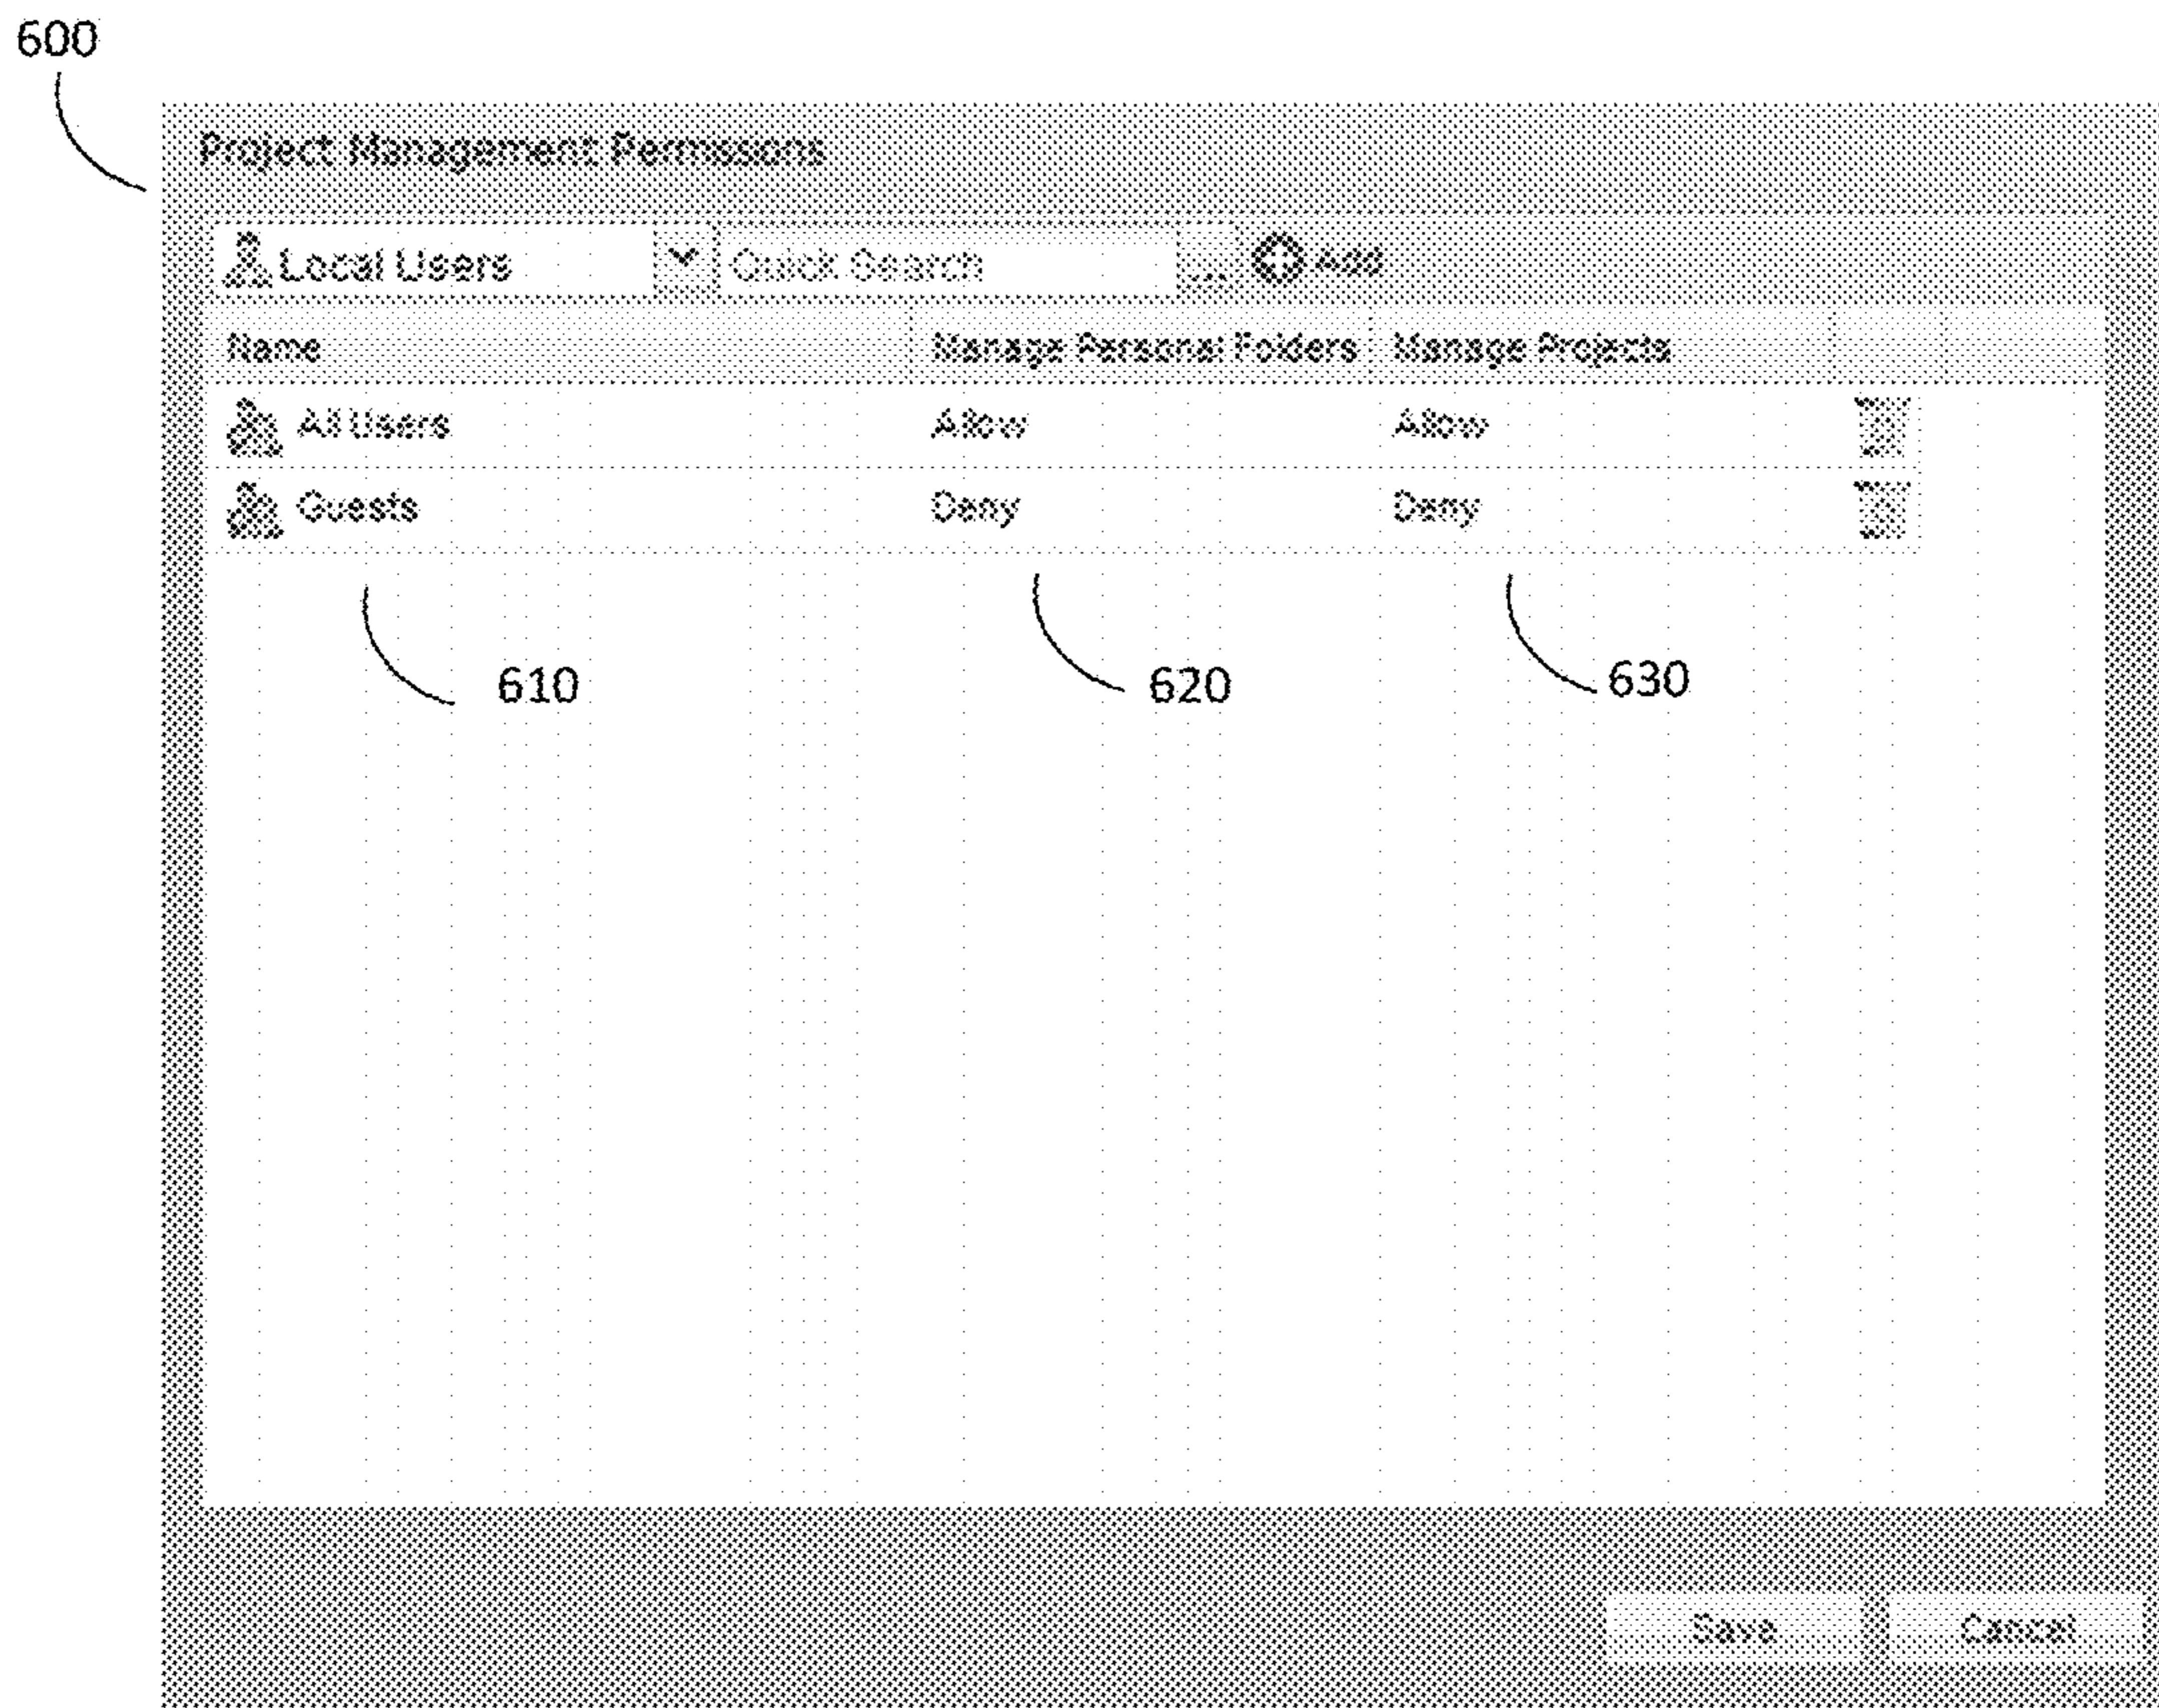 600
Project Management Permissions
Local Users Quick Search ... Add
Name Manage Personal Folders Manage Projects
All Users Allow Allow
Guests Deny Deny
610 620 630
Save Cancel